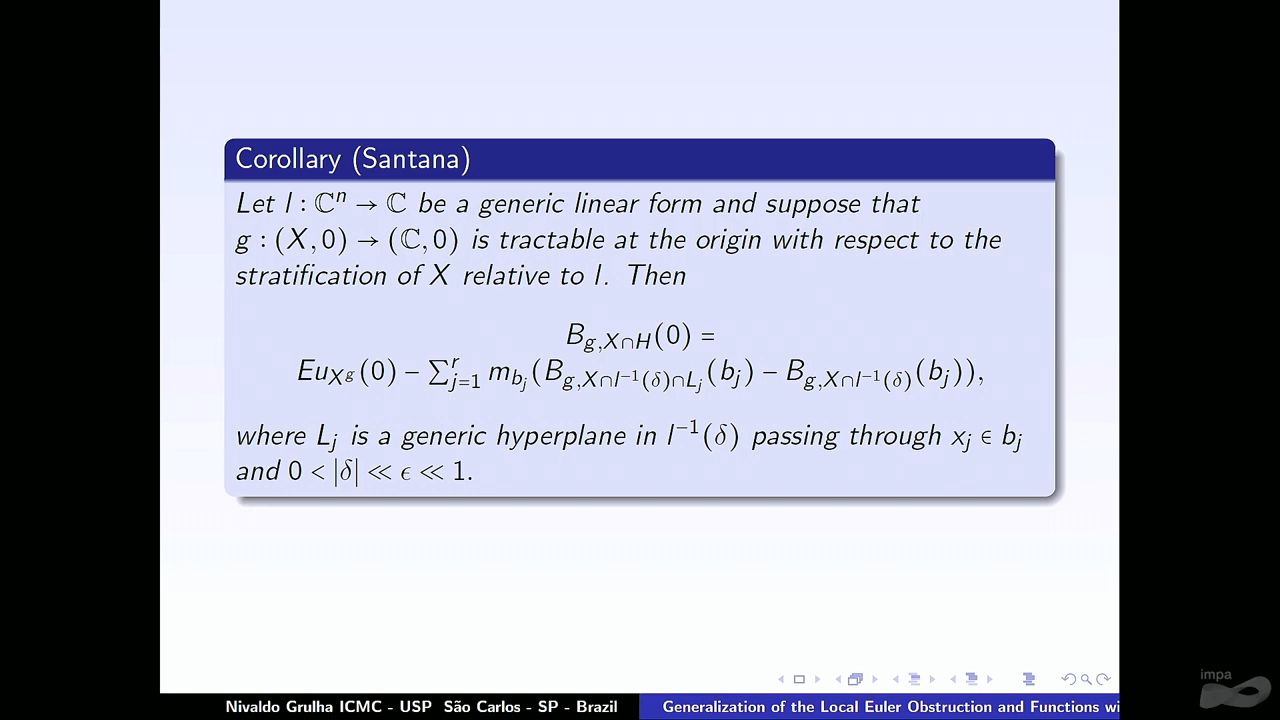 Corollary (Santana)
Let l : ℂⁿ → ℂ be a generic linear form and suppose that
g : (X, 0) → (ℂ, 0) is tractable at the origin with respect to the
stratification of X relative to l. Then
B_{g,X∩H}(0) =
Eu_{X^g}(0) − ∑_{j=1}^{r} m_{b_j}(B_{g,X∩l^{−1}(δ)∩L_j}(b_j) − B_{g,X∩l^{−1}(δ)}(b_j)),
where L_j is a generic hyperplane in l^{−1}(δ) passing through x_j ∈ b_j
and 0 < |δ| ≪ ϵ ≪ 1.
impa
Nivaldo Grulha ICMC - USP São Carlos - SP - Brazil
Generalization of the Local Euler Obstruction and Functions wi